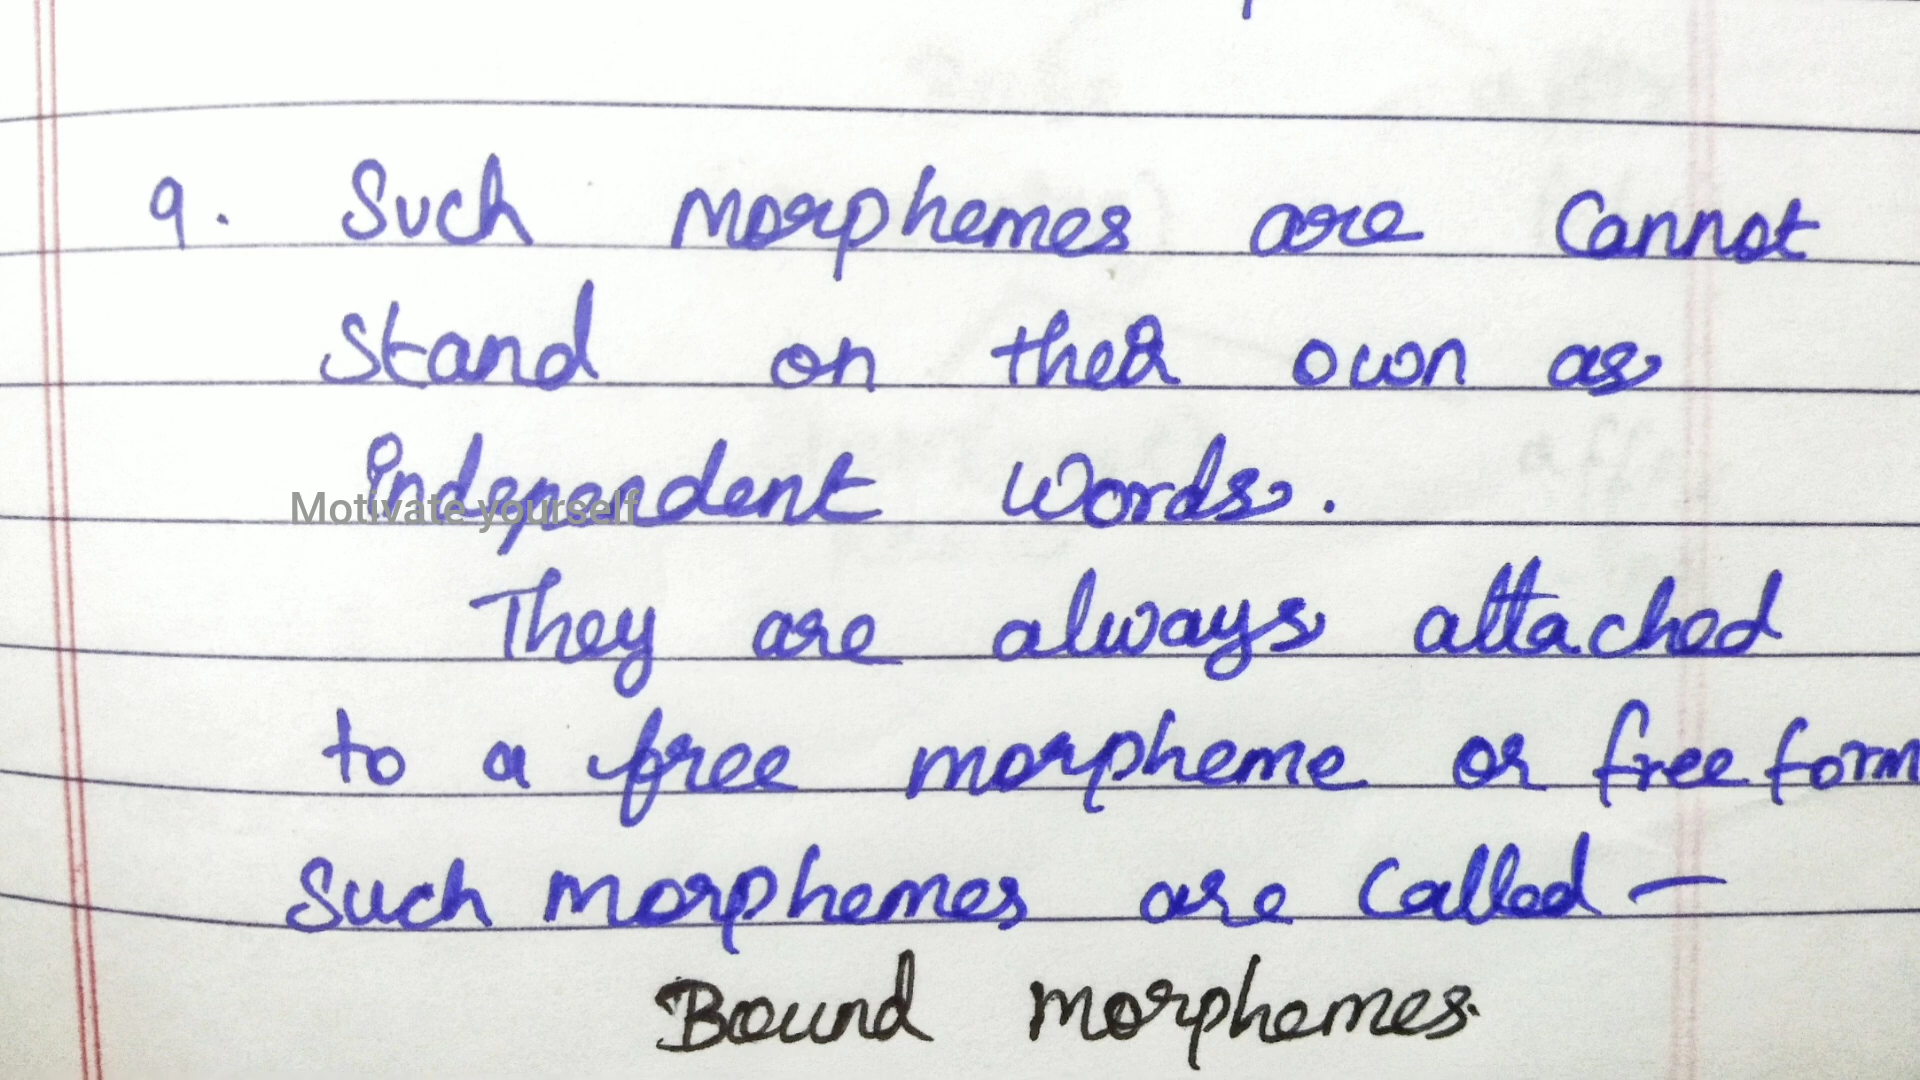 9. Such morphemes are cannot
stand on their own as
independent words.
Motivate yourself
They are always attached
to a free morpheme or free form
Such morphemes are called —
Bound morphemes.